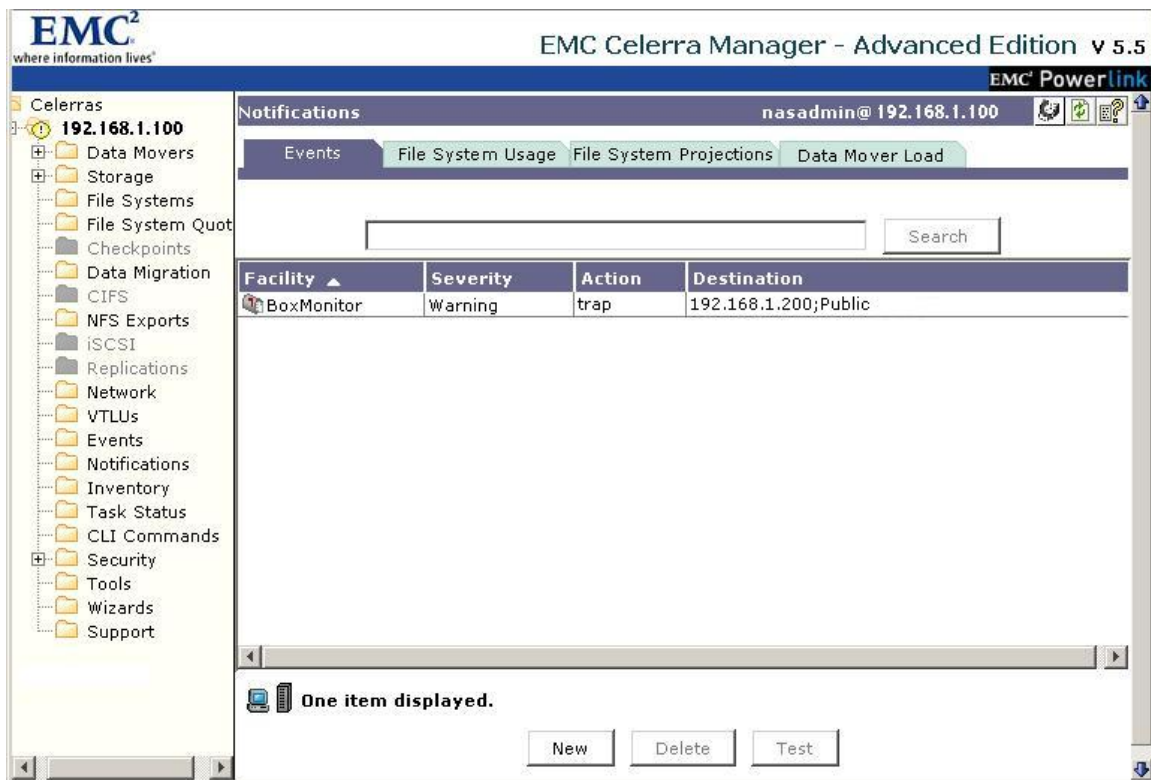 EMC²
where information lives®
EMC Celerra Manager - Advanced Edition V 5.5
EMC² Powerlink
Celerras
192.168.1.100
Data Movers
Storage
File Systems
File System Quot
Checkpoints
Data Migration
CIFS
NFS Exports
iSCSI
Replications
Network
VTLUs
Events
Notifications
Inventory
Task Status
CLI Commands
Security
Tools
Wizards
Support
Notifications nasadmin@192.168.1.100
Events File System Usage File System Projections Data Mover Load
Search
Facility Severity Action Destination
BoxMonitor Warning trap 192.168.1.200;Public
One item displayed.
New Delete Test